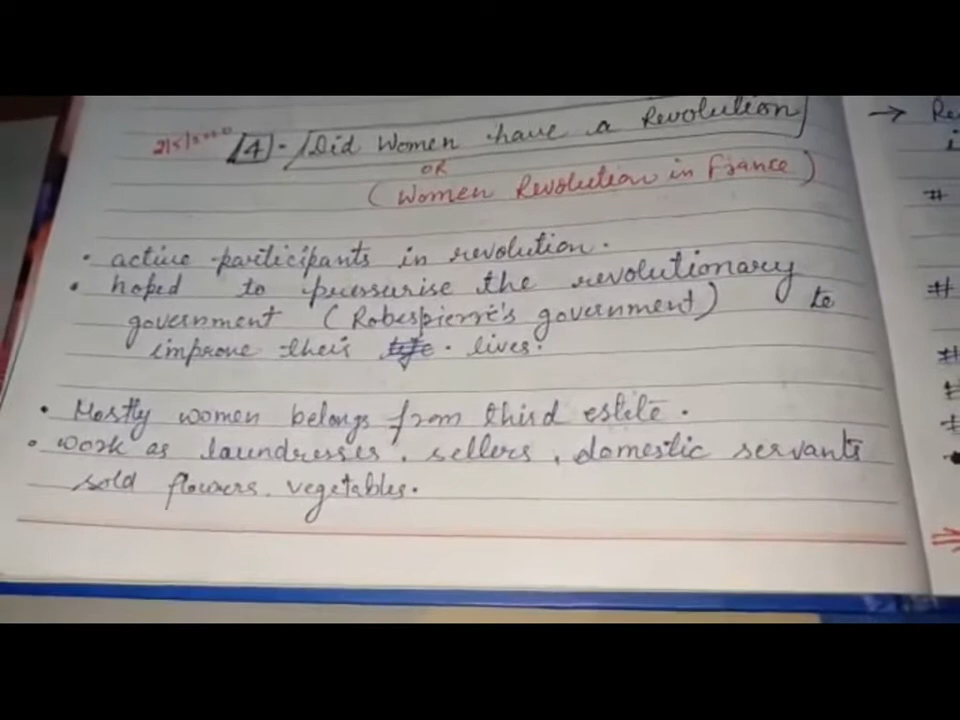 [4]. Did Women have a Revolution
OR
(Women Revolution in France)
• active participants in revolution.
• hoped to pressurise the revolutionary
government (Robespierre's government) to
improve their lives.
• Mostly women belongs from third estate.
• work as laundresses, sellers, domestic servants
sold flowers, vegetables.